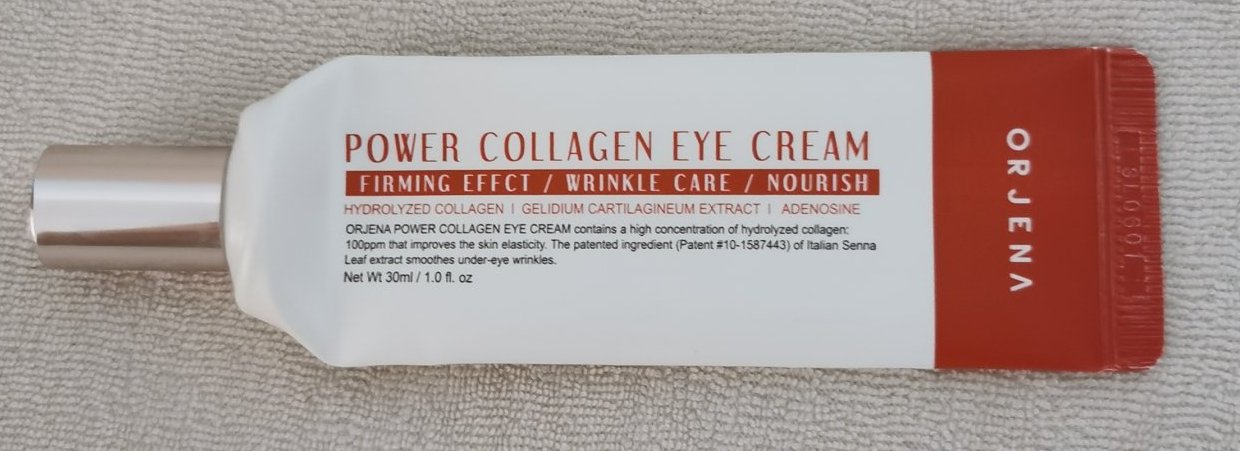 POWER COLLAGEN EYE CREAM
FIRMING EFFCT / WRINKLE CARE / NOURISH
HYDROLYZED COLLAGEN | GELIDIUM CARTILAGINEUM EXTRACT | ADENOSINE
ORJENA POWER COLLAGEN EYE CREAM contains a high concentration of hydrolyzed collagen:
100ppm that improves the skin elasticity. The patented ingredient (Patent #10-1587443) of Italian Senna
Leaf extract smoothes under-eye wrinkles.
Net Wt 30ml / 1.0 fl. oz
ORJENA